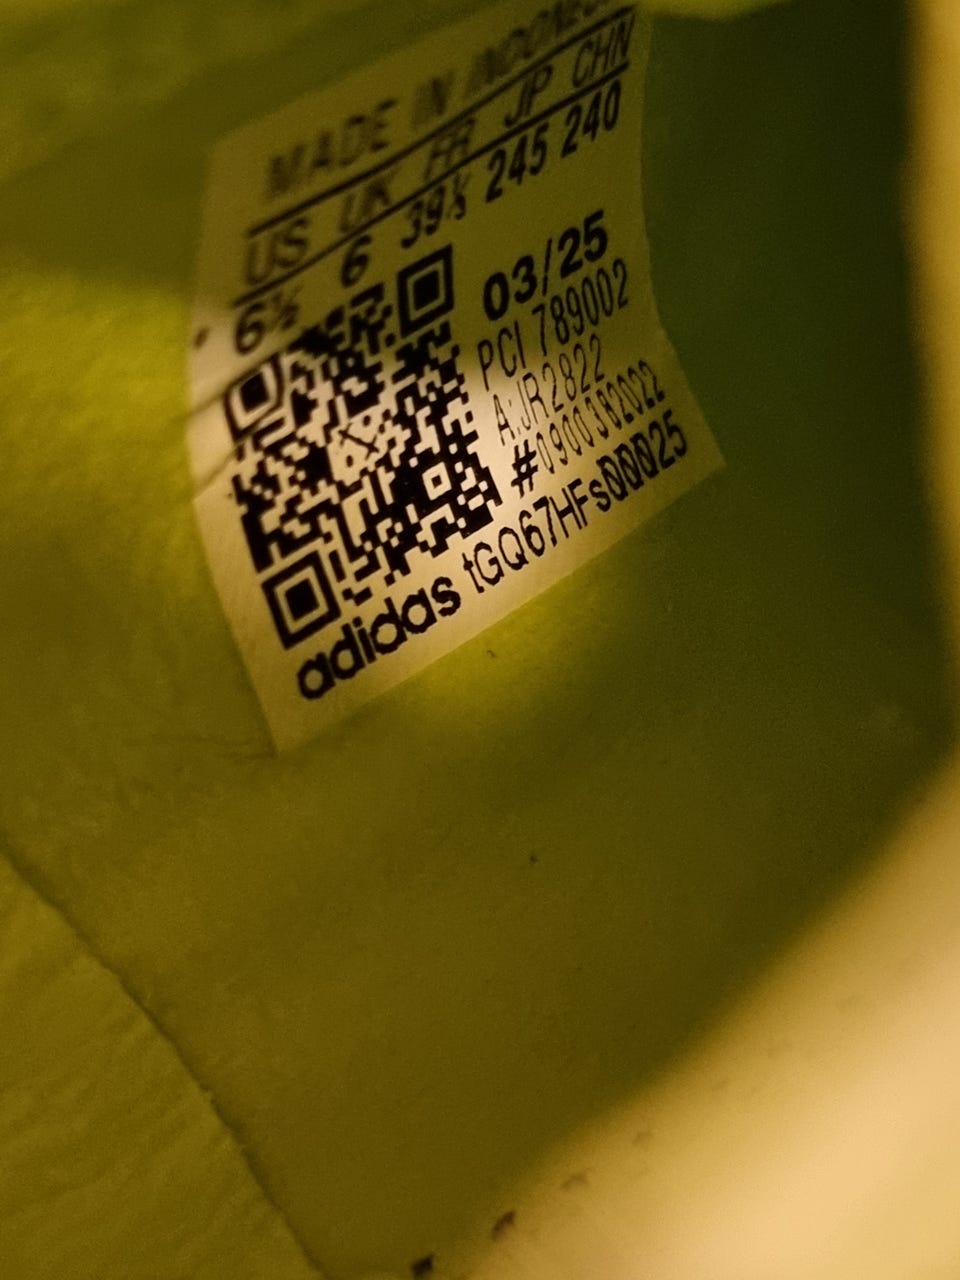 MADE IN INDONESIA
US UK FR JP CHN
6½ 6 39⅓ 245 240
03/25
PCI 789002
A:JR2822
#0900382022
adidas tGQ67HFs00025